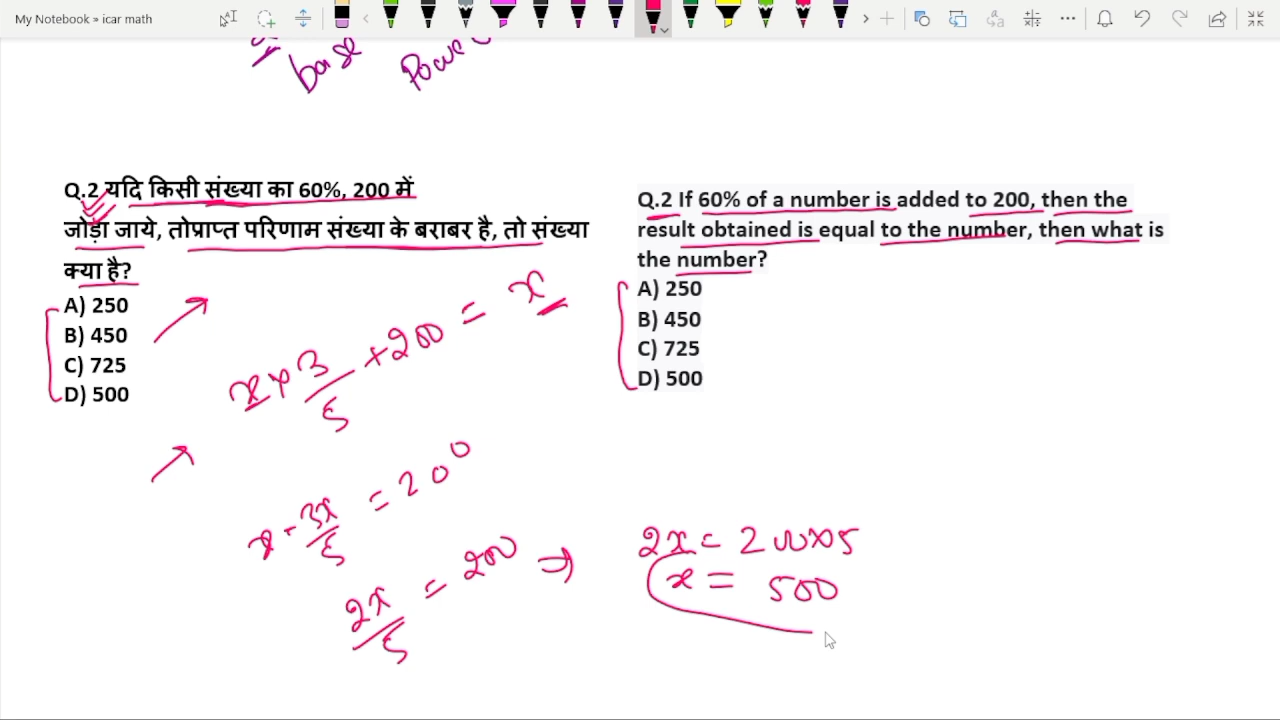 My Notebook » icar math
base Power
Q.2 यदि किसी संख्या का 60%, 200 में
जोड़ा जाये, तोप्राप्त परिणाम संख्या के बराबर है, तो संख्या
क्या है?
A) 250
B) 450
C) 725
D) 500
Q.2 If 60% of a number is added to 200, then the
result obtained is equal to the number, then what is
the number?
A) 250
B) 450
C) 725
D) 500
x × 3/5 + 200 = x
x - 3x/5 = 200
2x/5 = 200 ⇒
2x = 200×5
x = 500